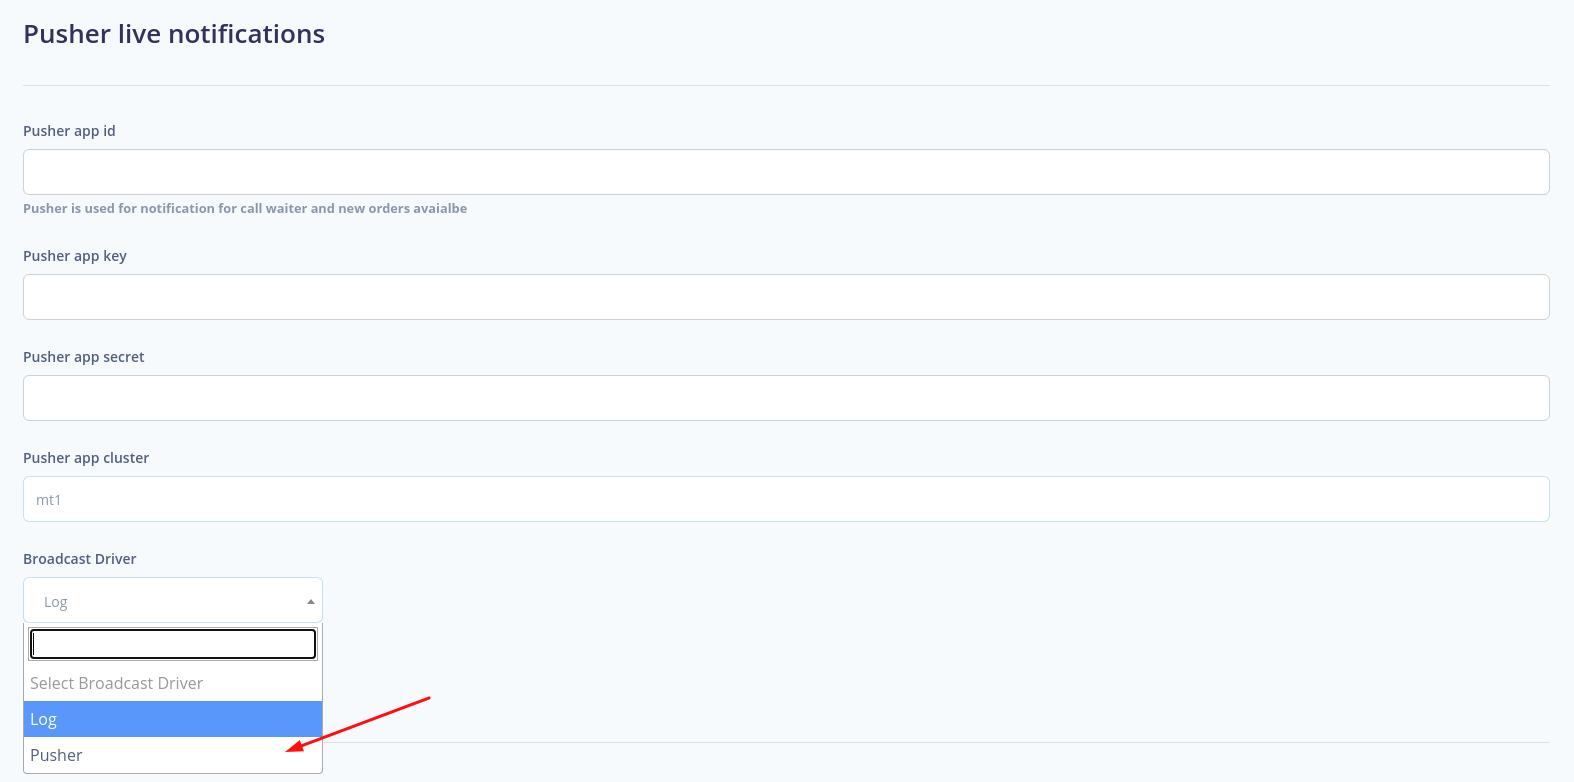 Pusher live notifications
Pusher app id
Pusher is used for notification for call waiter and new orders avaialbe
Pusher app key
Pusher app secret
Pusher app cluster
mt1
Broadcast Driver
Log
Select Broadcast Driver
Log
Pusher